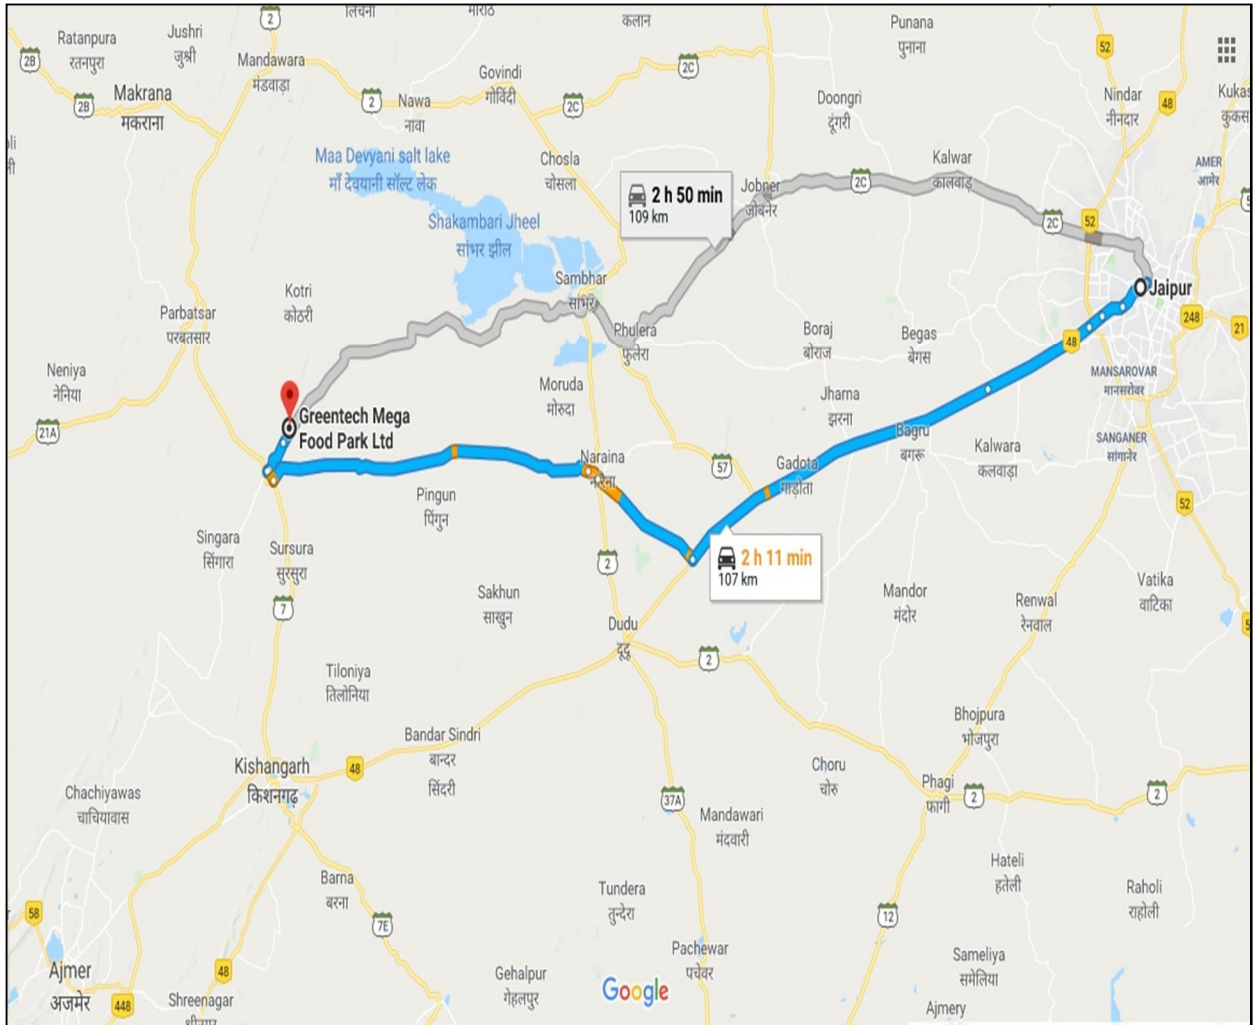 लिचना
माराठ
कलान
2
Jushri
जुश्री
Ratanpura
रतनपुरा
2B
Mandawara
मंडवाड़ा
Punana
पुनाना
52
2C
Govindi
गोविंदी
Makrana
मकराना
2B
2
Nawa
नावा
2C
Doongri
दूंगरी
Nindar
नीनदार
48
Maa Devyani salt lake
माँ देवयानी सॉल्ट लेक
Chosla
चोसला
Kalwar
कालवाड़
AMER
आमेर
2 h 50 min
109 km
Jobner
जोबनेर
2C
Shakambari Jheel
सांभर झील
2C
52
Sambhar
सांभर
Kotri
कोठरी
Jaipur
Parbatsar
परबतसार
Phulera
फुलेरा
Boraj
बोराज
Begas
बेगस
48
248
21
Neniya
नेनिया
Moruda
मोरुदा
Jharna
झरना
MANSAROVAR
मानसरोवर
Greentech Mega
Food Park Ltd
21A
Bagru
बगरू
Kalwara
कलवाड़ा
SANGANER
सांगानेर
Naraina
नरेना
57
Gadota
गाड़ोता
Pingun
पिंगुन
52
Singara
सिंगारा
Sursura
सुरसुरा
2
2 h 11 min
107 km
Sakhun
साखुन
Mandor
मंदोर
Renwal
रेनवाल
Vatika
वाटिका
7
Dudu
दूदू
2
Tiloniya
तिलोनिया
Bhojpura
भोजपुरा
Bandar Sindri
बान्दर
सिंदरी
Kishangarh
किशनगढ़
48
Choru
चोरु
Phagi
फागी
2
2
Chachiyawas
चाचियावास
37A
Mandawari
मंदवारी
Hateli
हतेली
Barna
बरना
Tundera
तुन्देरा
Raholi
राहोली
58
7E
12
Pachewar
पचेवर
Sameliya
समेलिया
Ajmer
अजमेर
48
Gehalpur
गेहलपुर
Google
448
Shreenagar
Ajmery